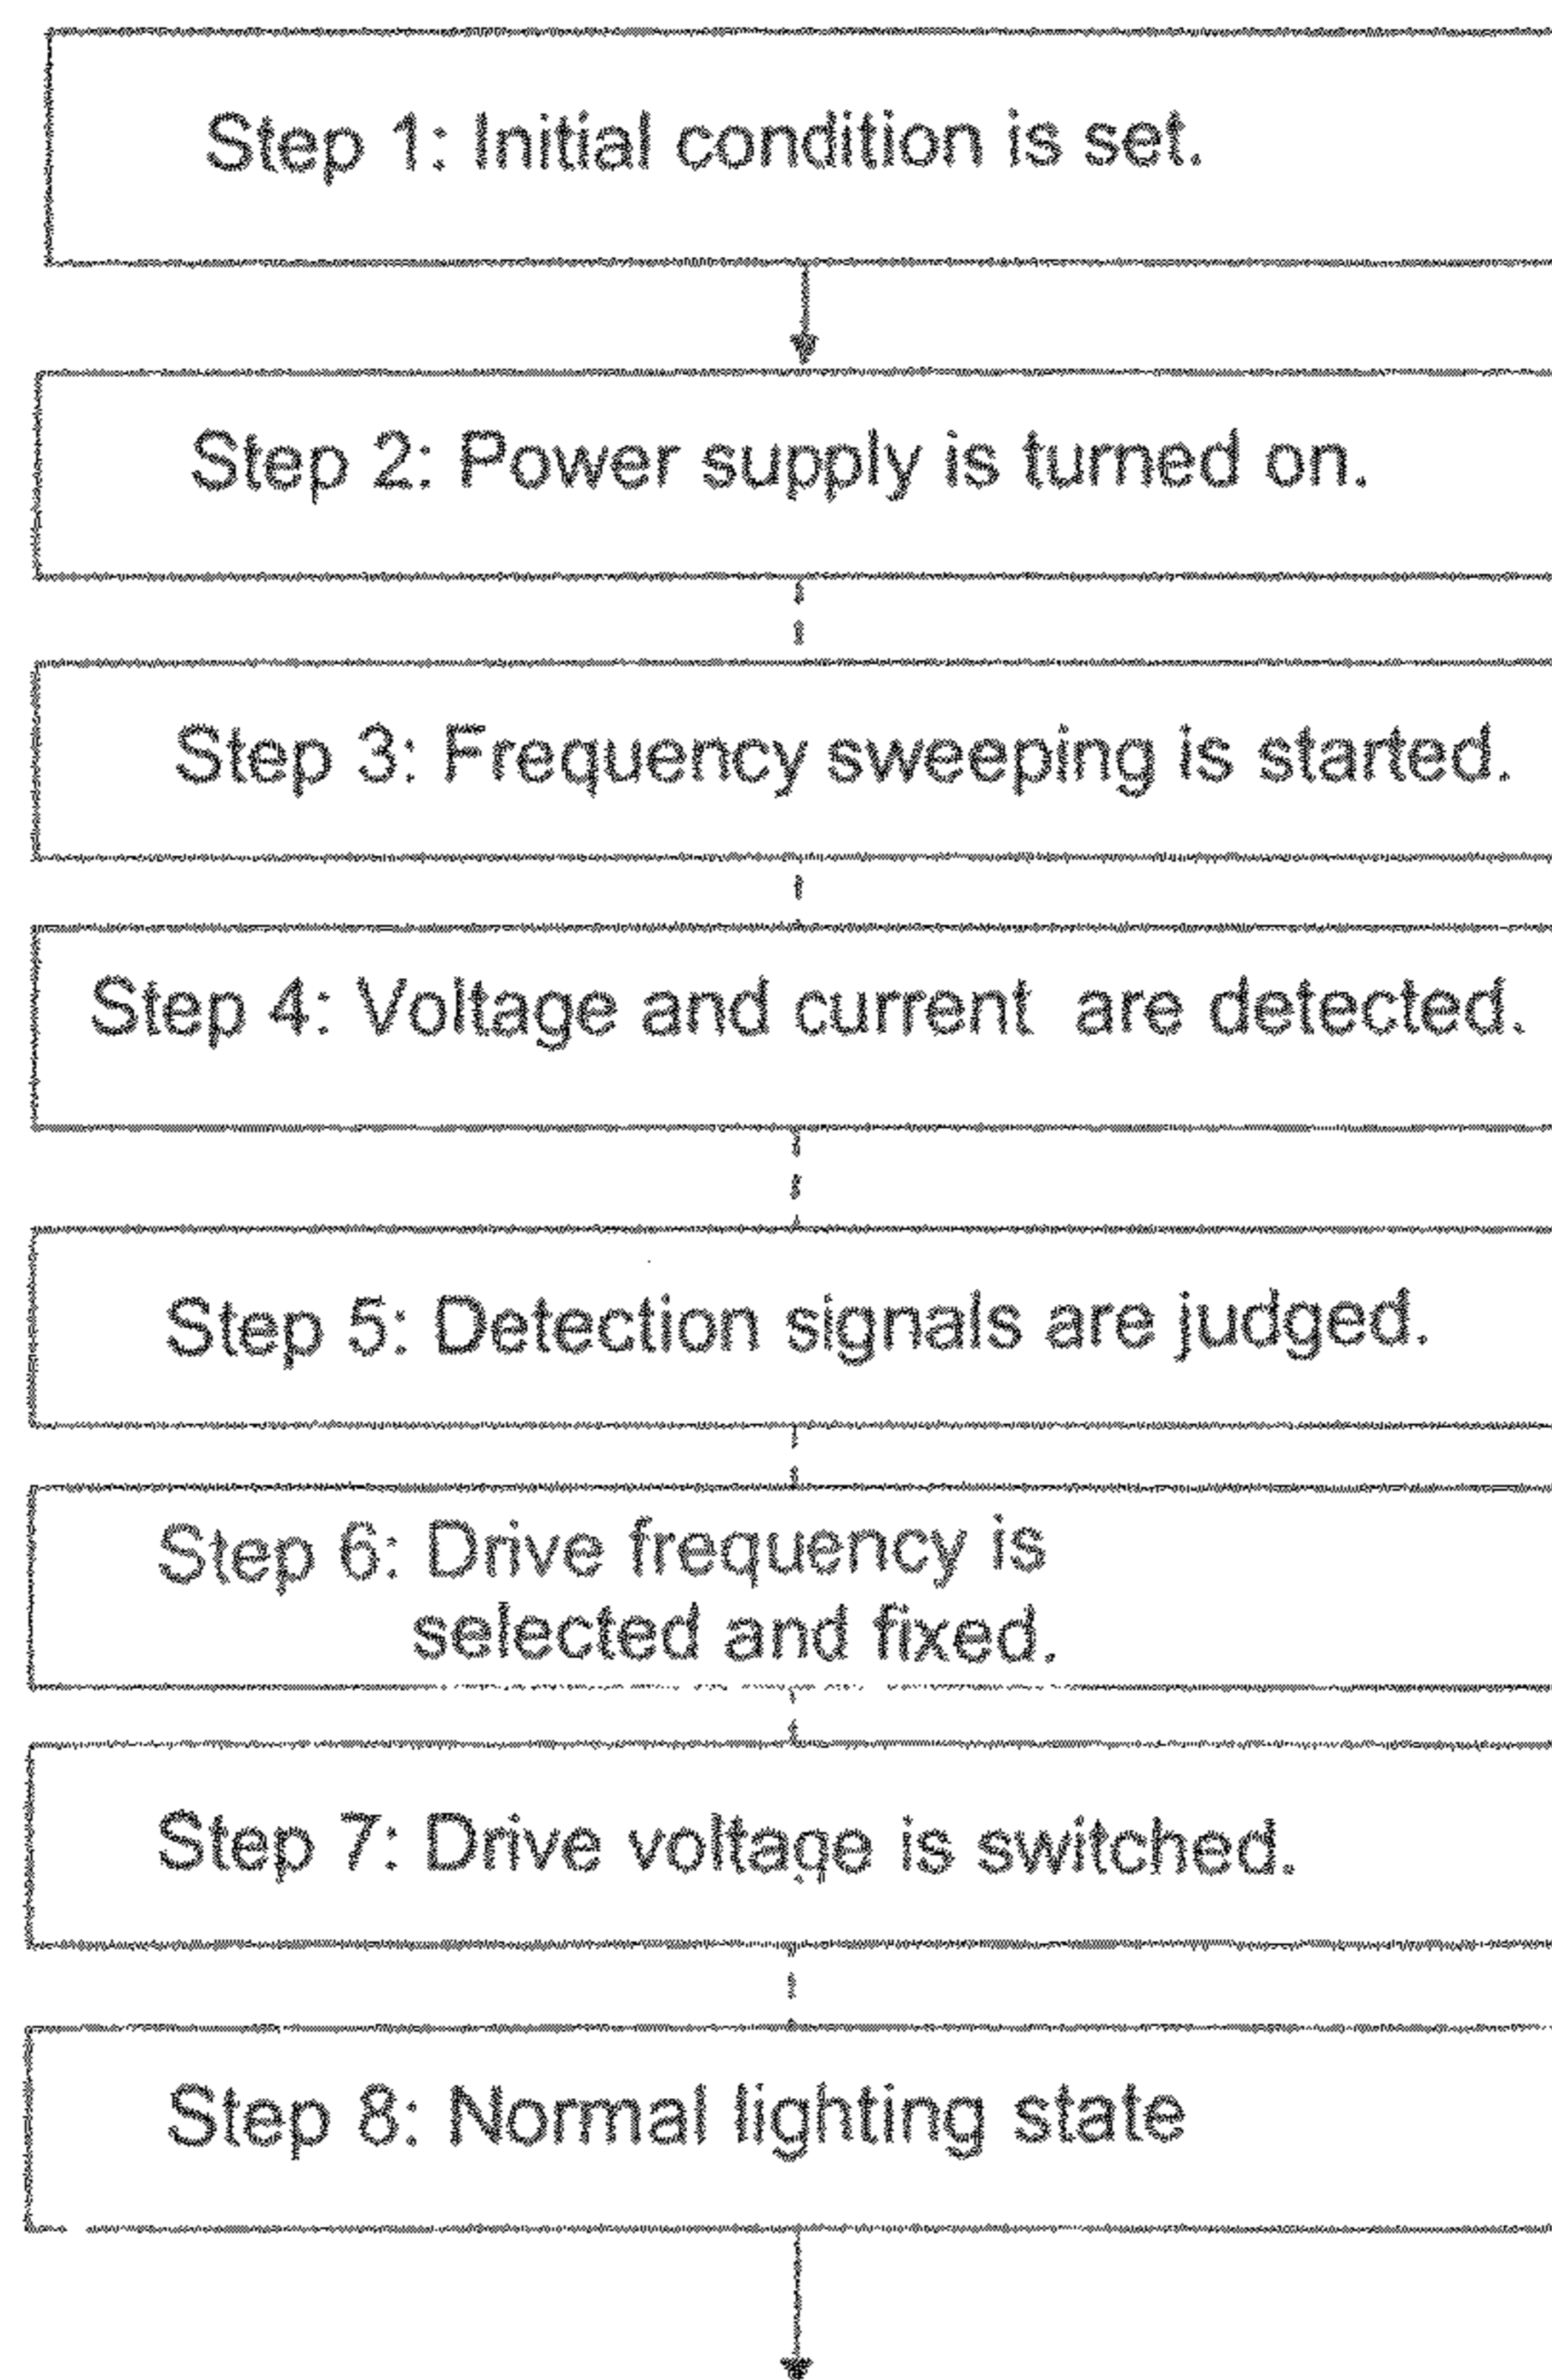 Step 1: Initial condition is set.
Step 2: Power supply is turned on.
Step 3: Frequency sweeping is started.
Step 4: Voltage and current are detected.
Step 5: Detection signals are judged.
Step 6: Drive frequency is
selected and fixed.
Step 7: Drive voltage is switched.
Step 8: Normal lighting state